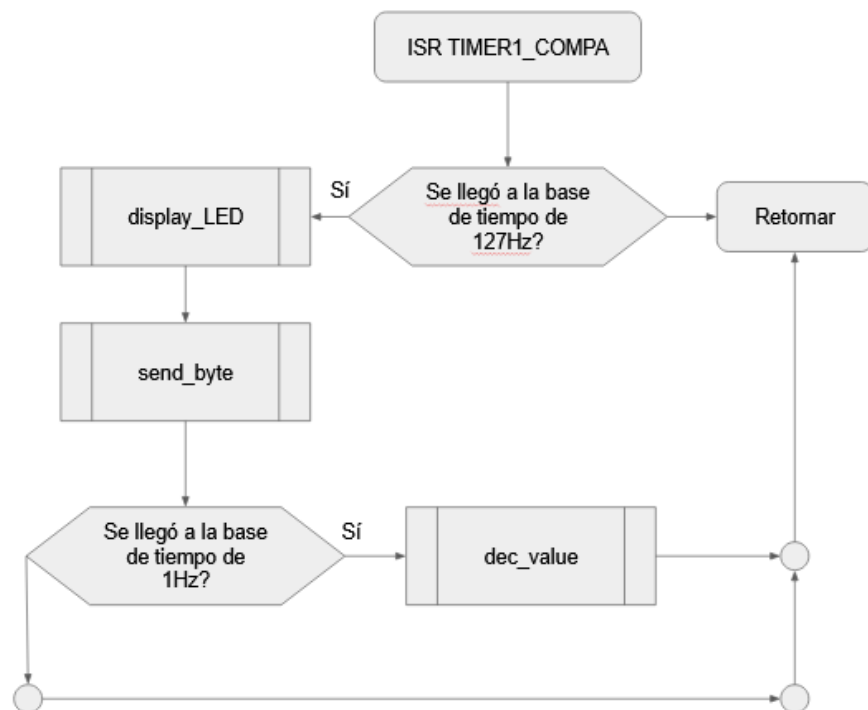 ISR TIMER1_COMPA
Se llegó a la base
de tiempo de
127Hz?
Sí
display_LED
Retornar
send_byte
Se llegó a la base
de tiempo de
1Hz?
Sí
dec_value